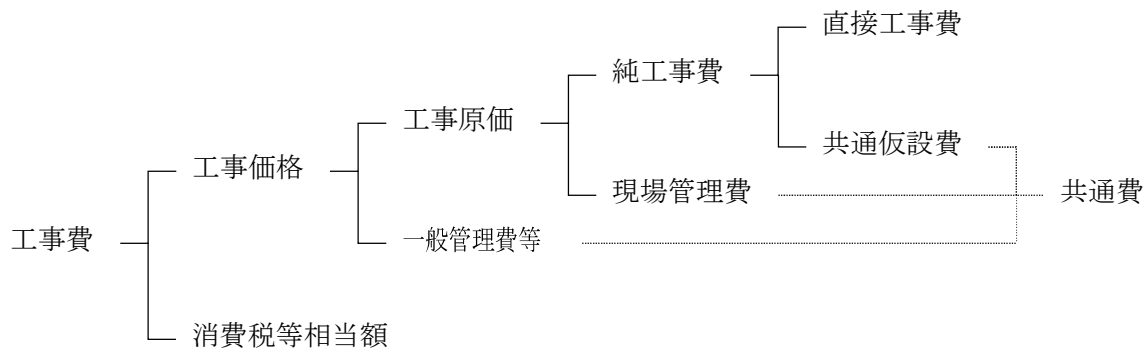 直接工事費
純工事費
工事原価
共通仮設費
工事価格
現場管理費
共通費
工事費
一般管理費等
消費税等相当額